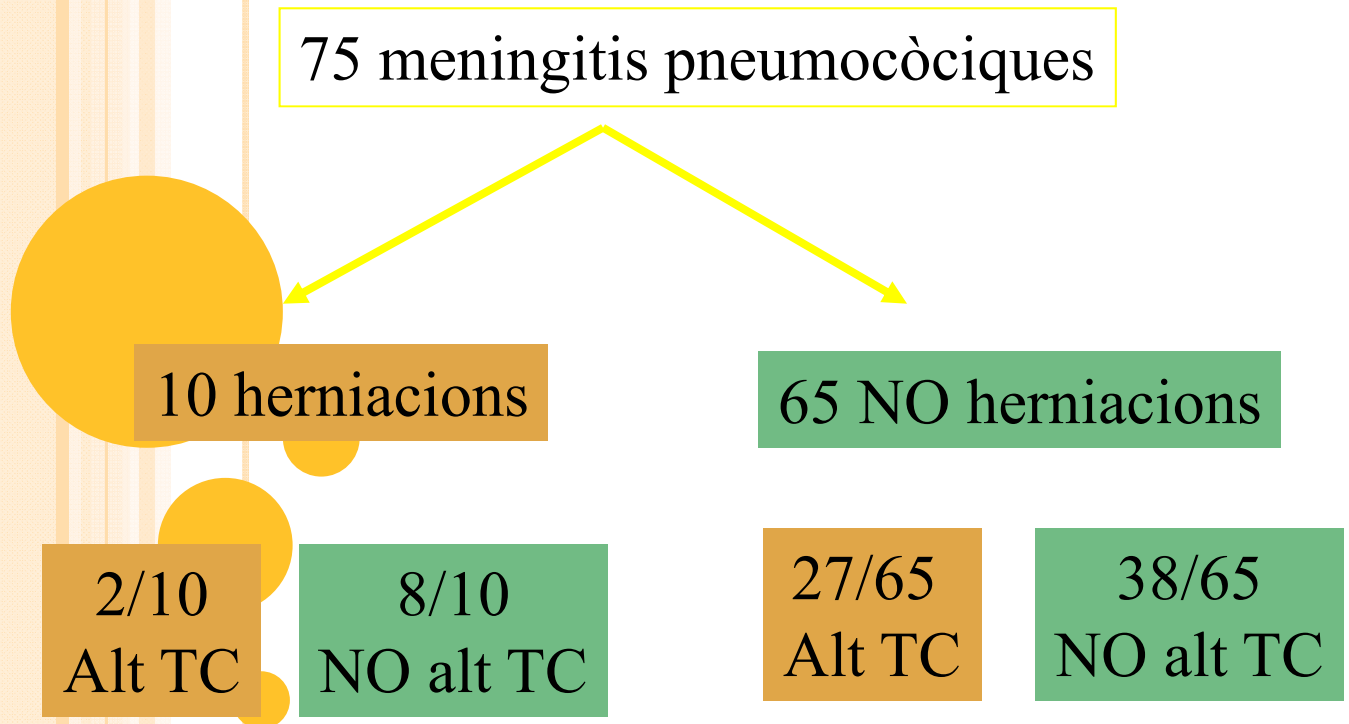 75 meningitis pneumocòciques
10 herniacions
65 NO herniacions
2/10
Alt TC
8/10
NO alt TC
27/65
Alt TC
38/65
NO alt TC